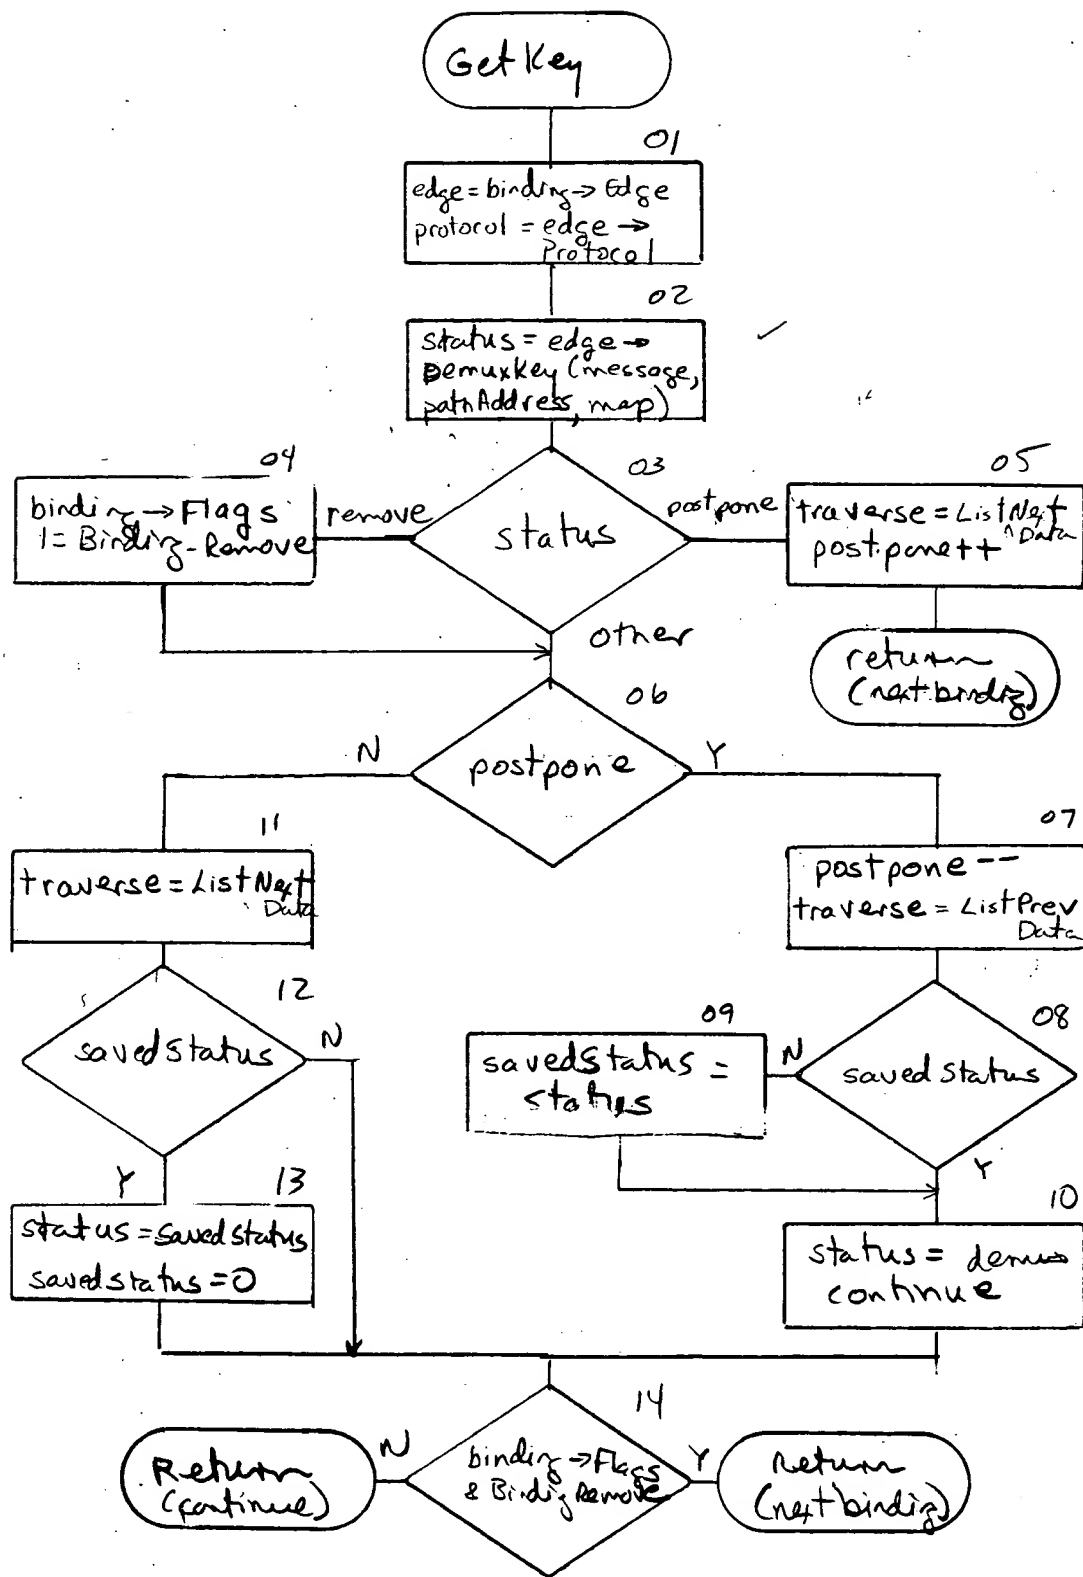 Get Key
01
edge = binding → Edge
protocol = edge →
Protocol
02
status = edge →
DemuxKey (message,
pathAddress, map)
04
binding → Flags
|= Binding-Remove
remove
03
status
postpone
05
traverse = ListNext
^Data
postpone++
other
return
(next binding)
06
N
postpone
Y
11
traverse = ListNext
Data
07
postpone --
traverse = ListPrev
Data
12
savedstatus
N
09
savedstatus =
status
N
08
savedstatus
Y
13
status = savedstatus
savedstatus = 0
Y
10
status = demux
continue
14
Return
(continue)
N
binding → Flags
& Binding Remove
Y
return
(next binding)